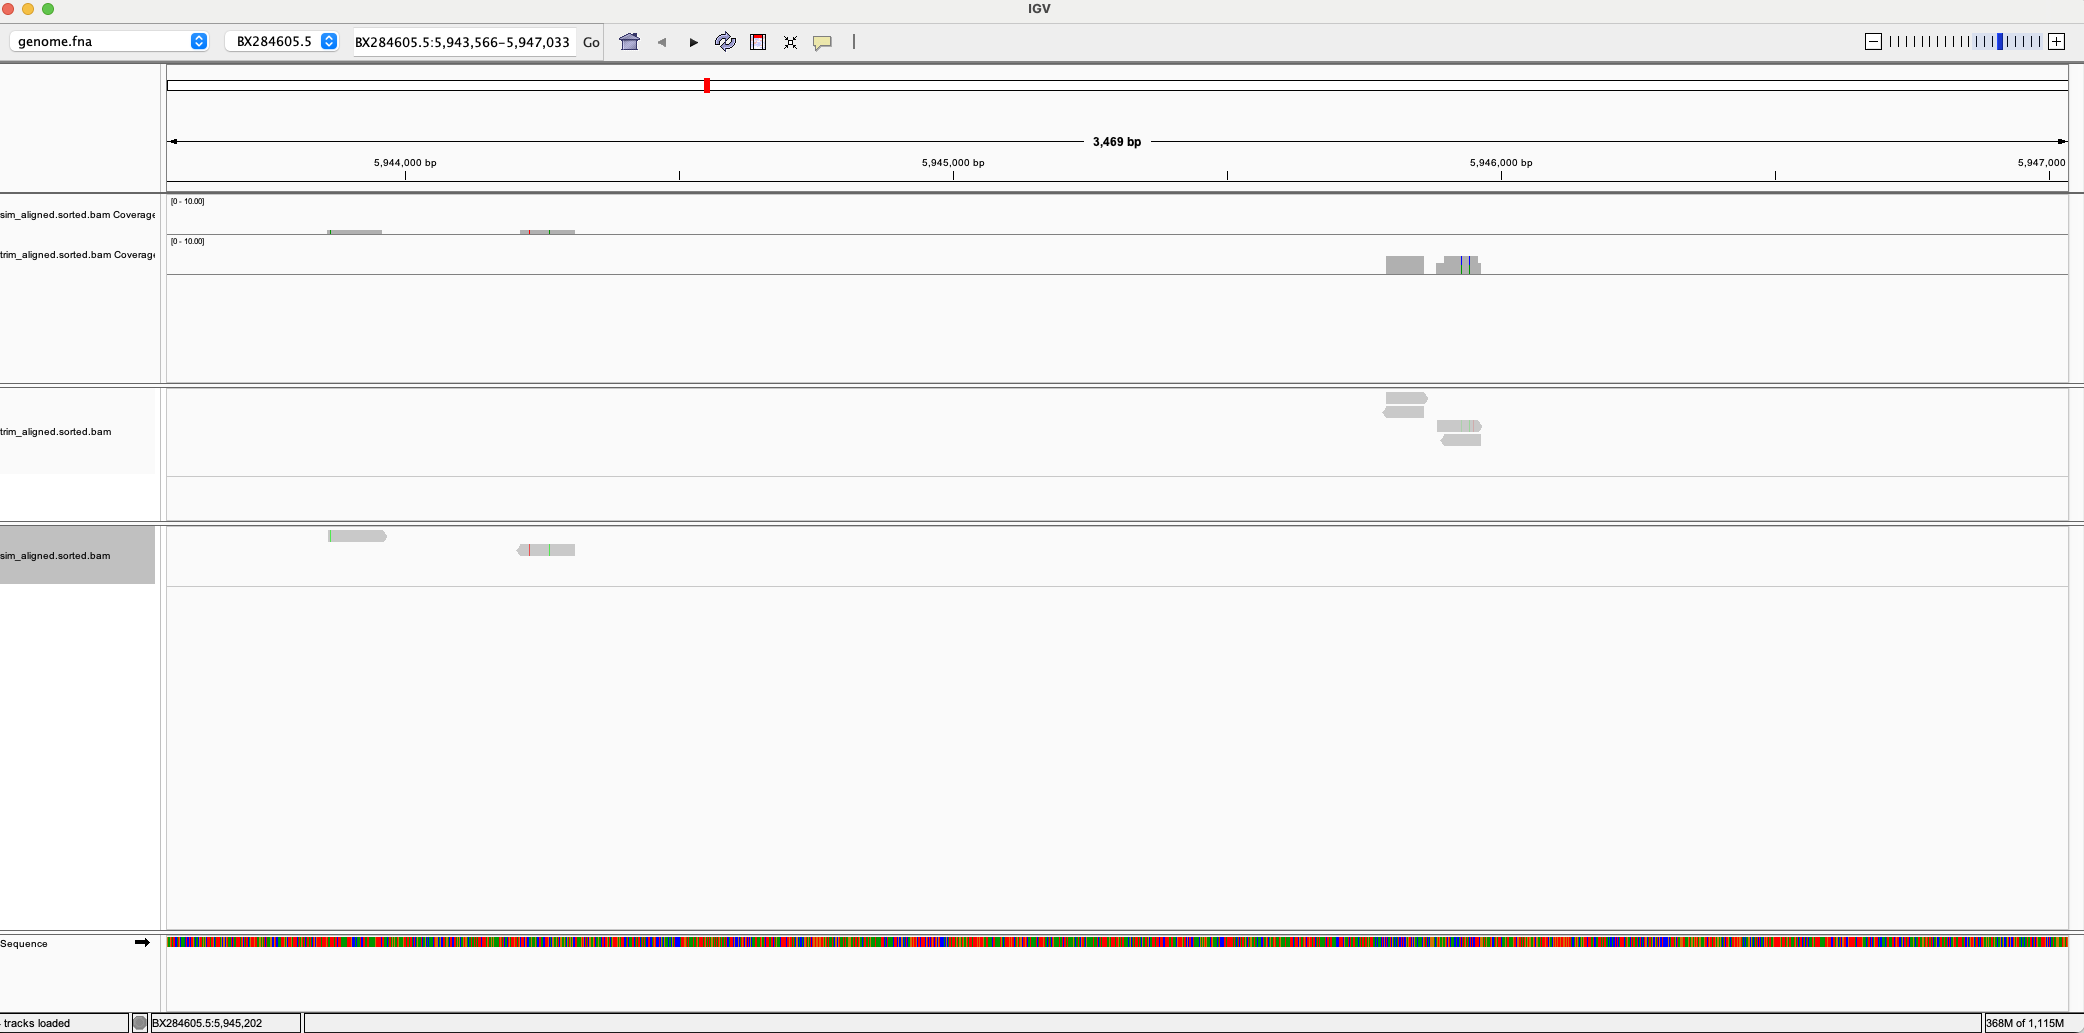 IGV
genome.fna BX284605.5 BX284605.5:5,943,566-5,947,033 Go
3,469 bp
5,944,000 bp 5,945,000 bp 5,946,000 bp 5,947,000
[0 - 10.00]
sim_aligned.sorted.bam Coverage
[0 - 10.00]
trim_aligned.sorted.bam Coverage
trim_aligned.sorted.bam
sim_aligned.sorted.bam
Sequence
tracks loaded BX284605.5:5,945,202 368M of 1,115M